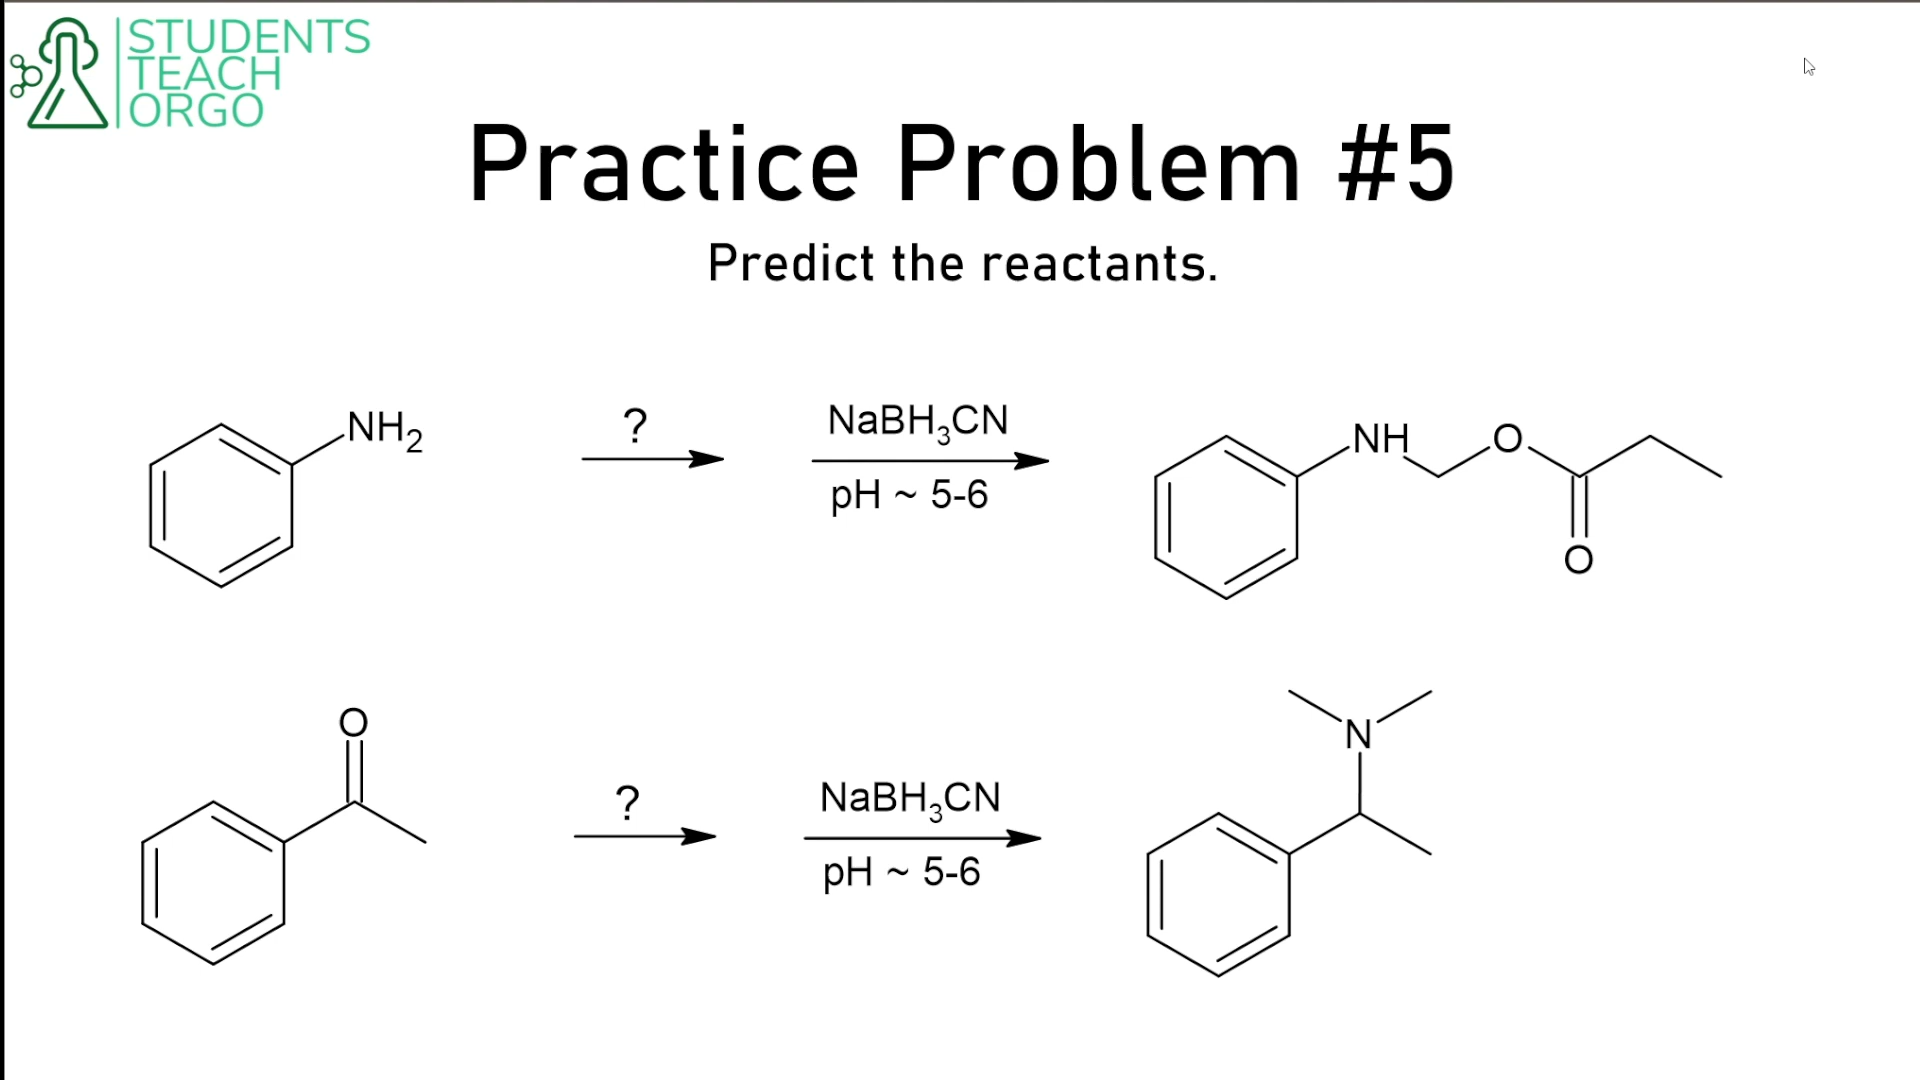 STUDENTS
TEACH
ORGO
Practice Problem #5
Predict the reactants.
NH₂
?
NaBH₃CN
pH ~ 5-6
NH
O
O
O
?
NaBH₃CN
pH ~ 5-6
N